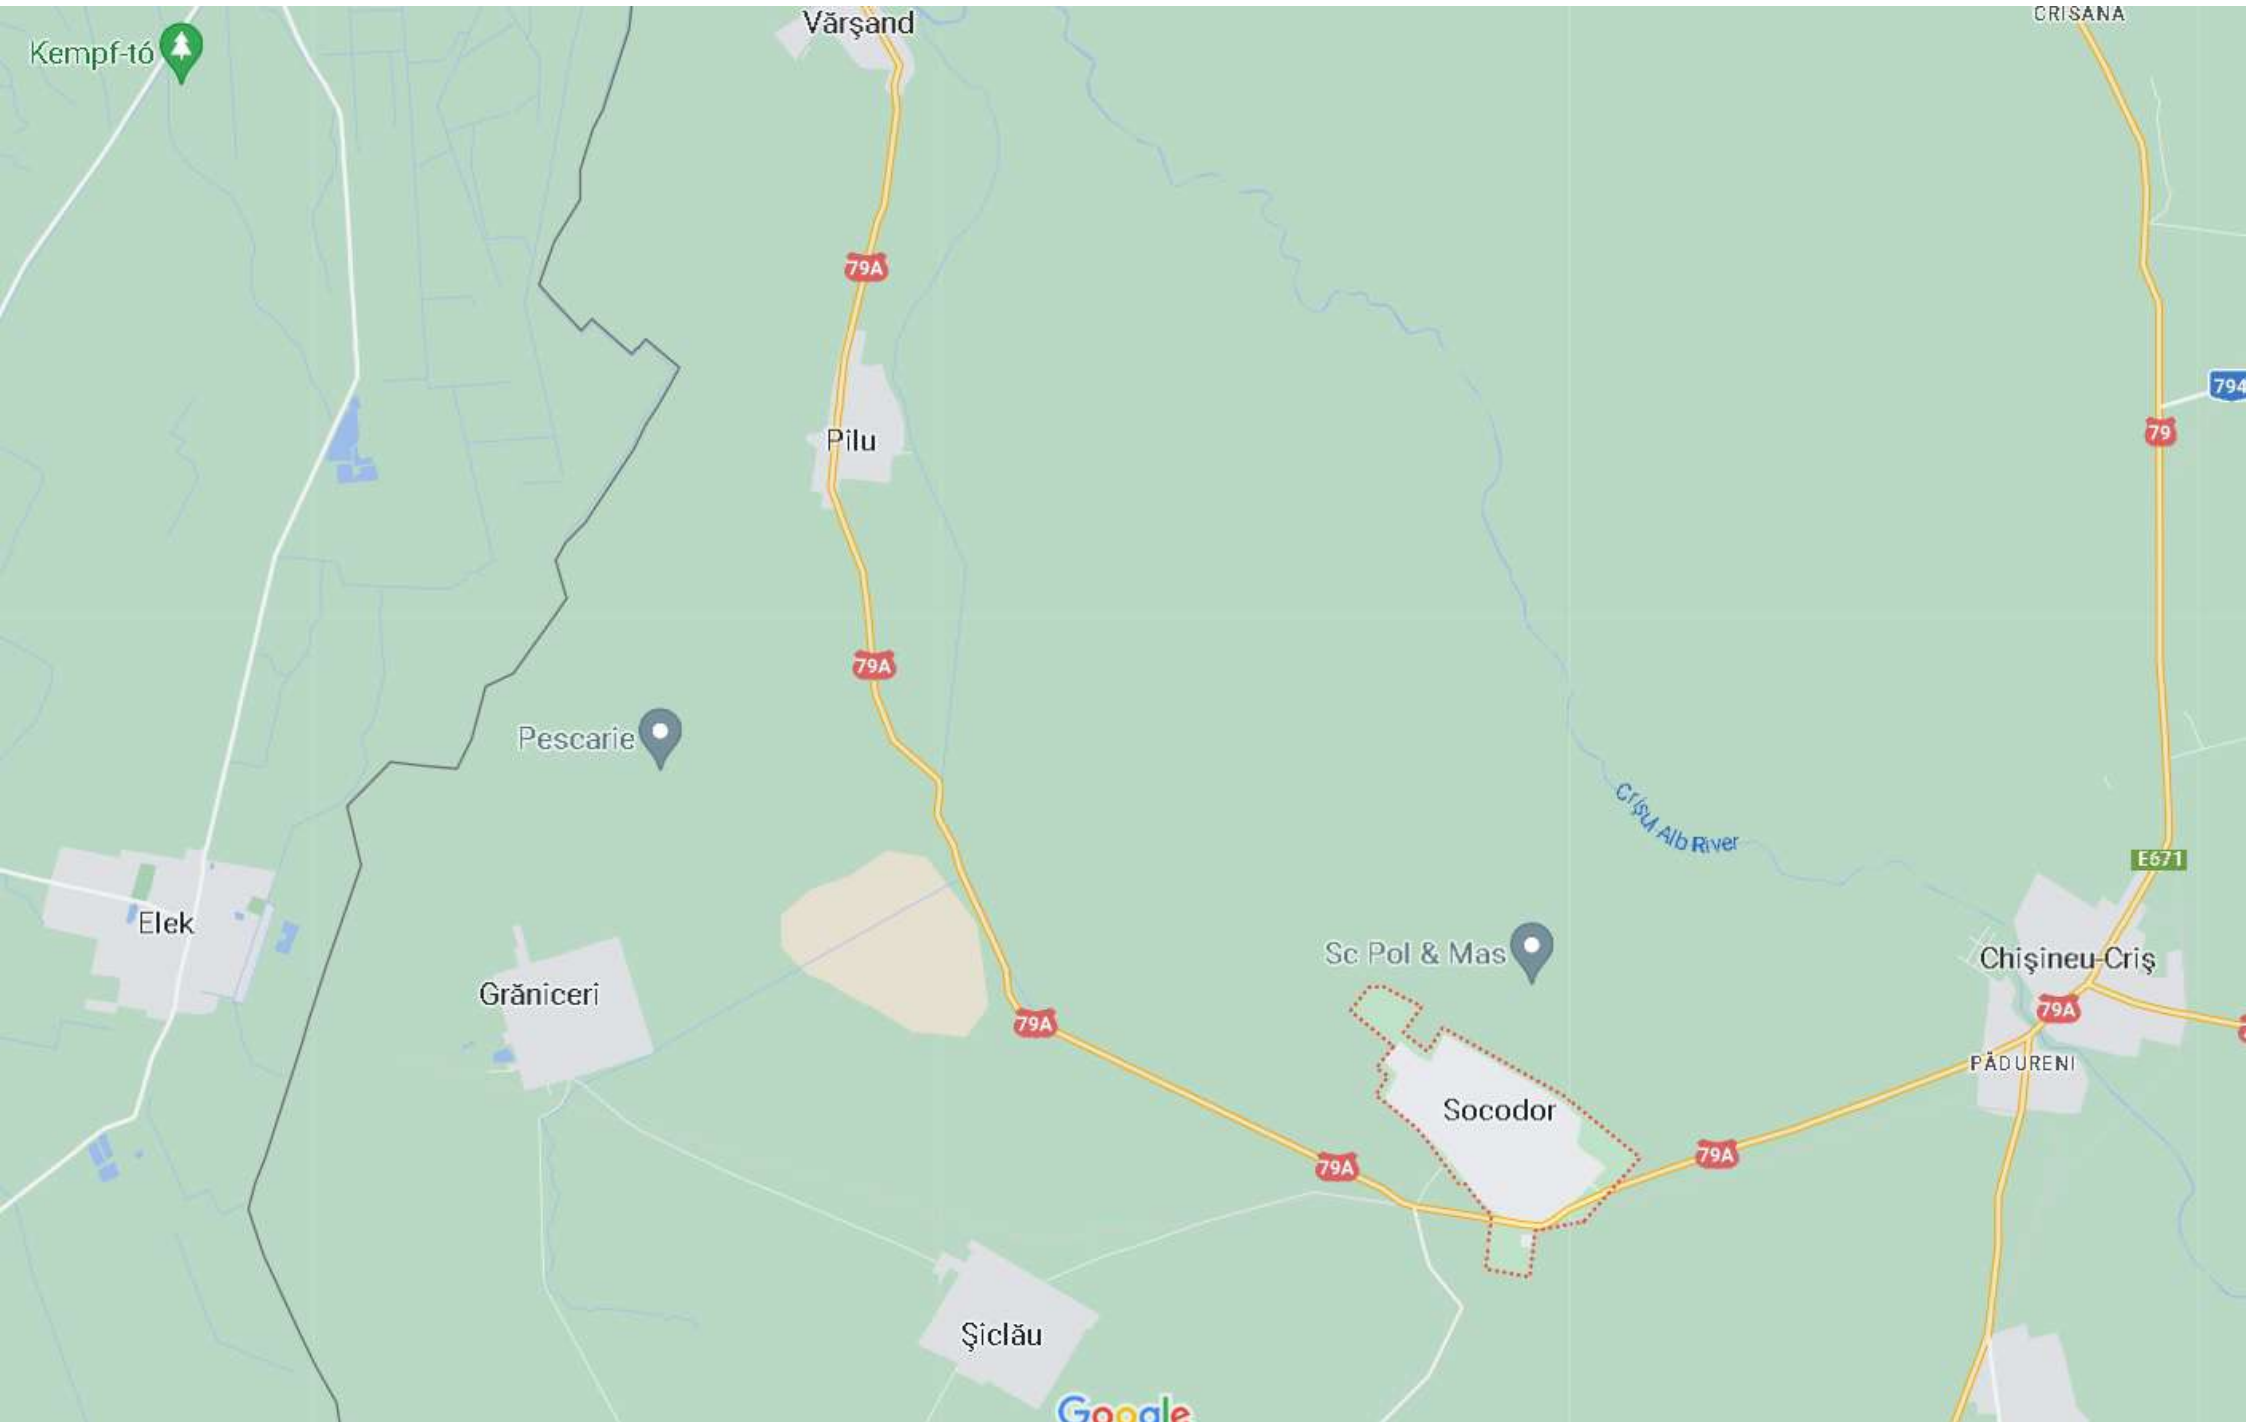 CRISANA
Vărşand
Kempf-tó
79A
794
79
Pilu
79A
Pescarie
Crişul Alb River
E671
Elek
Sc Pol & Mas
Chişineu-Criş
Grăniceri
79A
79A
PĂDURENI
Socodor
79A
79A
Şiclău
Google